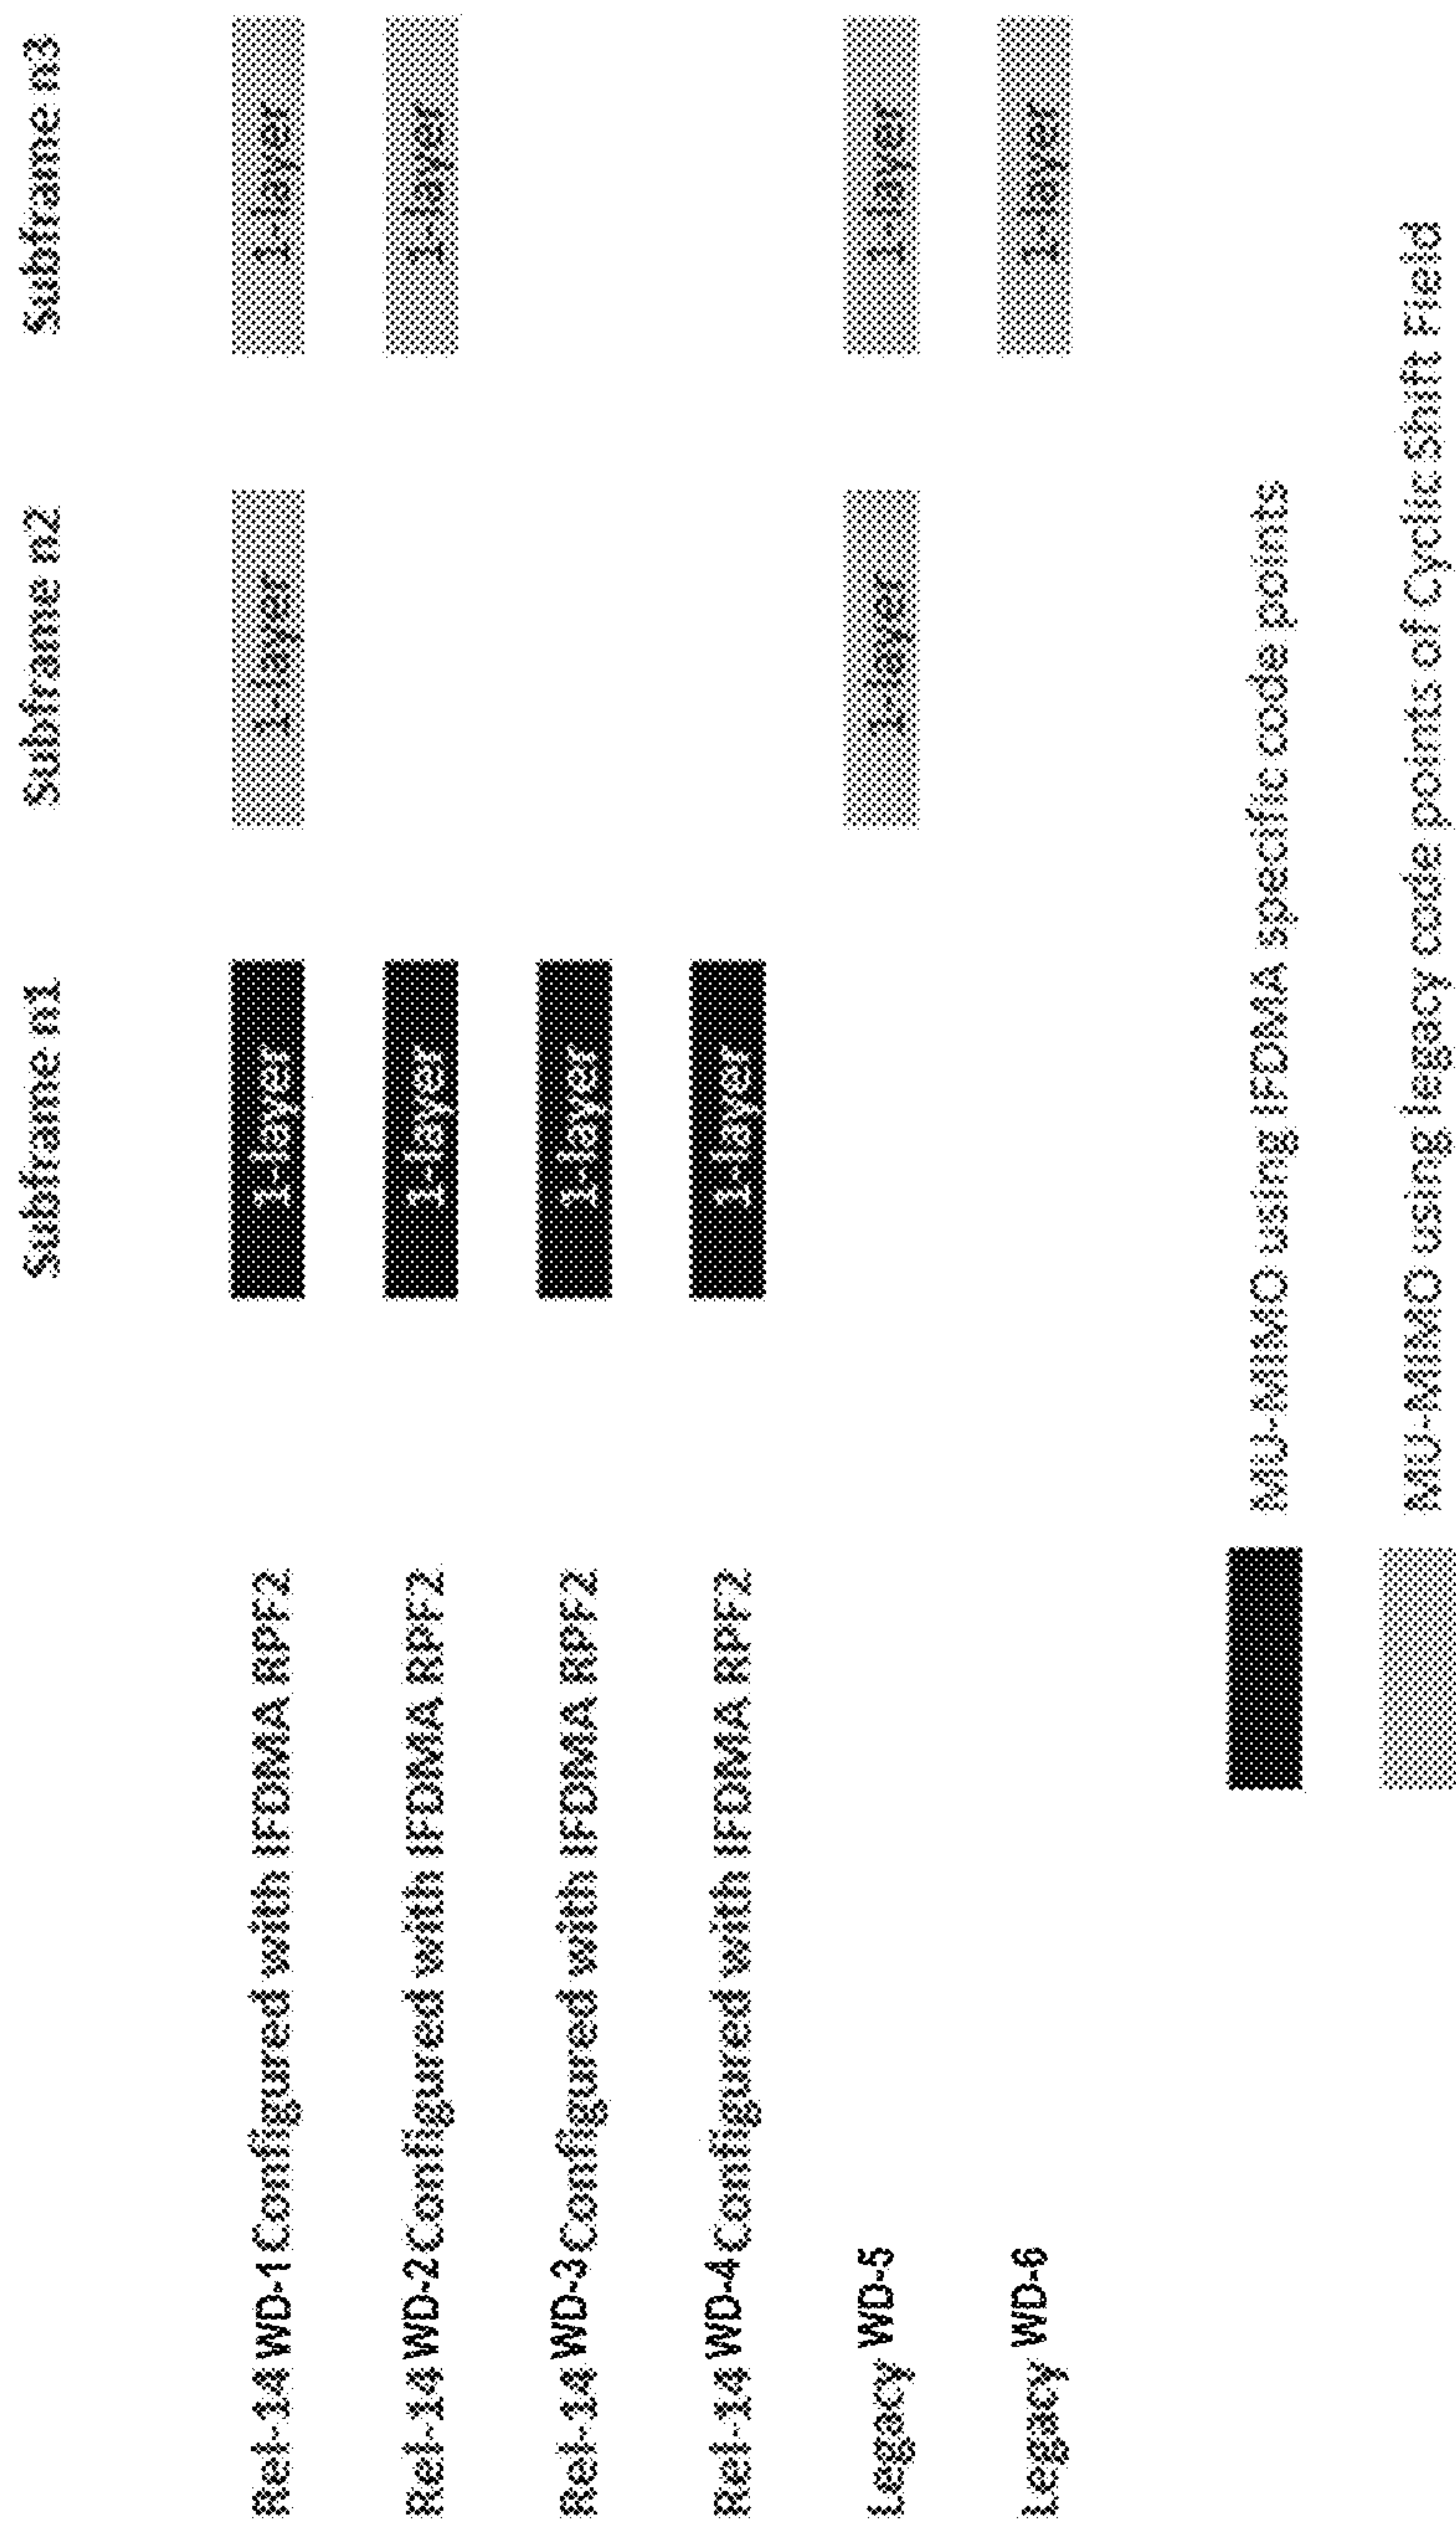 Subframe n1 Subframe n2 Subframe n3
Rel-14 WD-1 Configured with IFDMA RPF2 1-layer 1-layer 1-layer
Rel-14 WD-2 Configured with IFDMA RPF2 1-layer 1-layer
Rel-14 WD-3 Configured with IFDMA RPF2 1-layer
Rel-14 WD-4 Configured with IFDMA RPF2 1-layer
Legacy WD-5 1-layer 1-layer
Legacy WD-6 1-layer
MU-MIMO using IFDMA specific code points
MU-MIMO using legacy code points of Cyclic shift Field